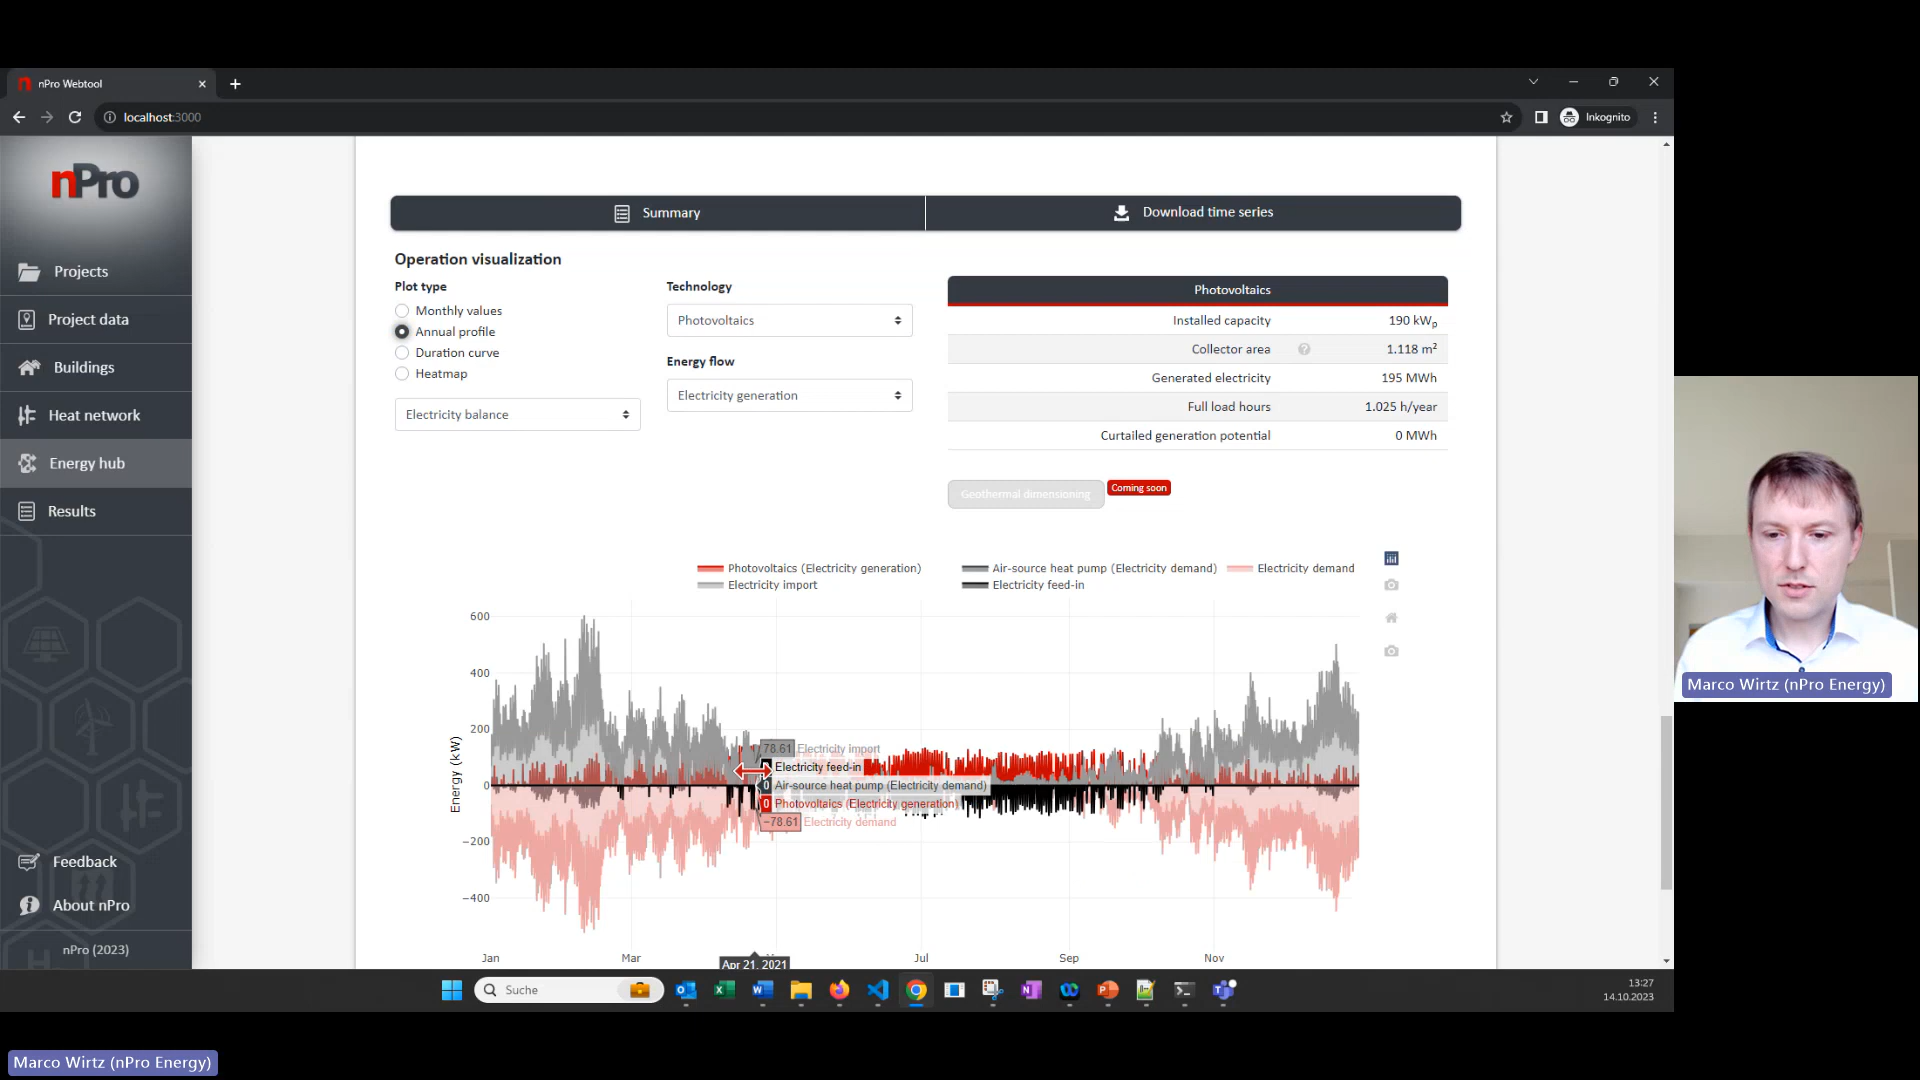 nPro Webtool
localhost:3000
Inkognito
nPro
Projects
Project data
Buildings
Heat network
Energy hub
Results
Feedback
About nPro
nPro (2023)
Summary
Download time series
Operation visualization
Plot type
Monthly values
Annual profile
Duration curve
Heatmap
Electricity balance
Technology
Photovoltaics
Energy flow
Electricity generation
Photovoltaics
Installed capacity 190 kWp
Collector area 1.118 m²
Generated electricity 195 MWh
Full load hours 1.025 h/year
Curtailed generation potential 0 MWh
Geothermal dimensioning
Coming soon
Photovoltaics (Electricity generation)
Air-source heat pump (Electricity demand)
Electricity demand
Electricity import
Electricity feed-in
Energy (kW)
600
400
200
0
−200
−400
78.61 Electricity import
Electricity feed-in
0 Air-source heat pump (Electricity demand)
0 Photovoltaics (Electricity generation)
−78.61 Electricity demand
Jan
Mar
Apr 21, 2021
Jul
Sep
Nov
Suche
13:27
14.10.2023
Marco Wirtz (nPro Energy)
Marco Wirtz (nPro Energy)